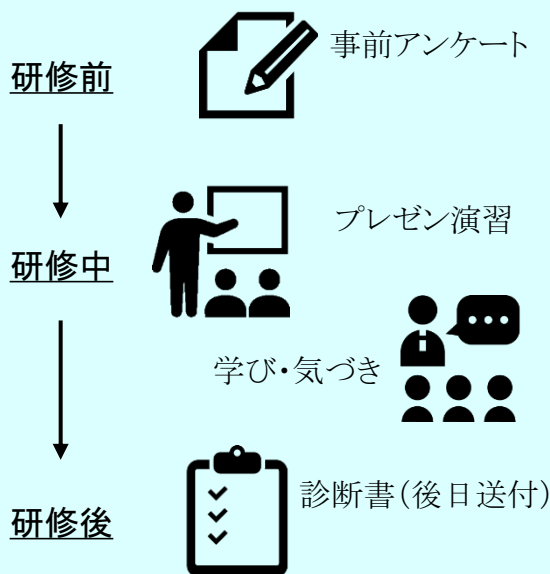 事前アンケート
研修前
プレゼン演習
研修中
学び・気づき
診断書(後日送付)
研修後